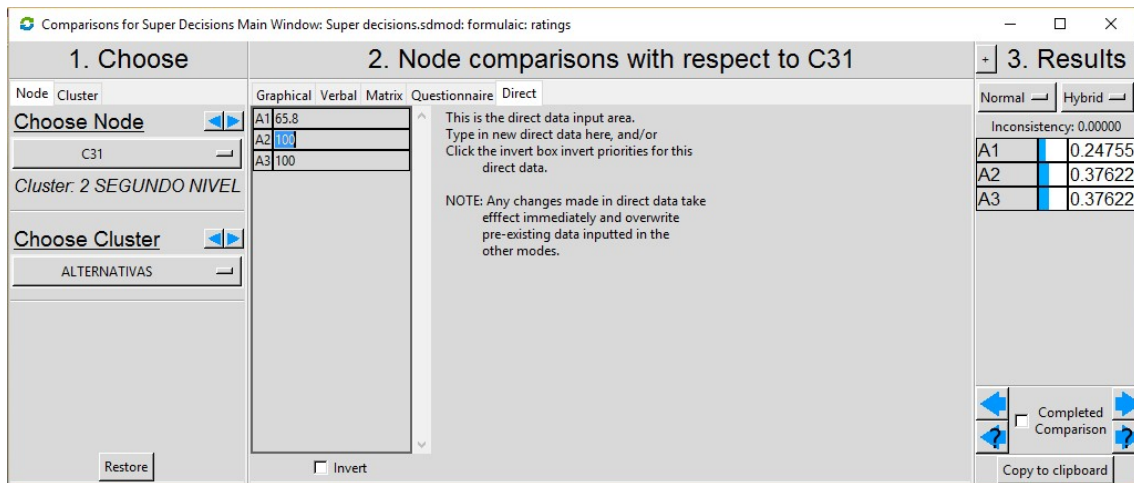 Comparisons for Super Decisions Main Window: Super decisions.sdmod: formulaic: ratings
1. Choose
2. Node comparisons with respect to C31
+ 3. Results
Node Cluster
Graphical Verbal Matrix Questionnaire Direct
Normal Hybrid
Choose Node
C31
Cluster: 2 SEGUNDO NIVEL
Choose Cluster
ALTERNATIVAS
Restore
A1 65.8
A2 100
A3 100
This is the direct data input area.
Type in new direct data here, and/or
Click the invert box invert priorities for this
direct data.
NOTE: Any changes made in direct data take
efffect immediately and overwrite
pre-existing data inputted in the
other modes.
Invert
Inconsistency: 0.00000
A1 0.24755
A2 0.37622
A3 0.37622
Completed
Comparison
? ?
Copy to clipboard